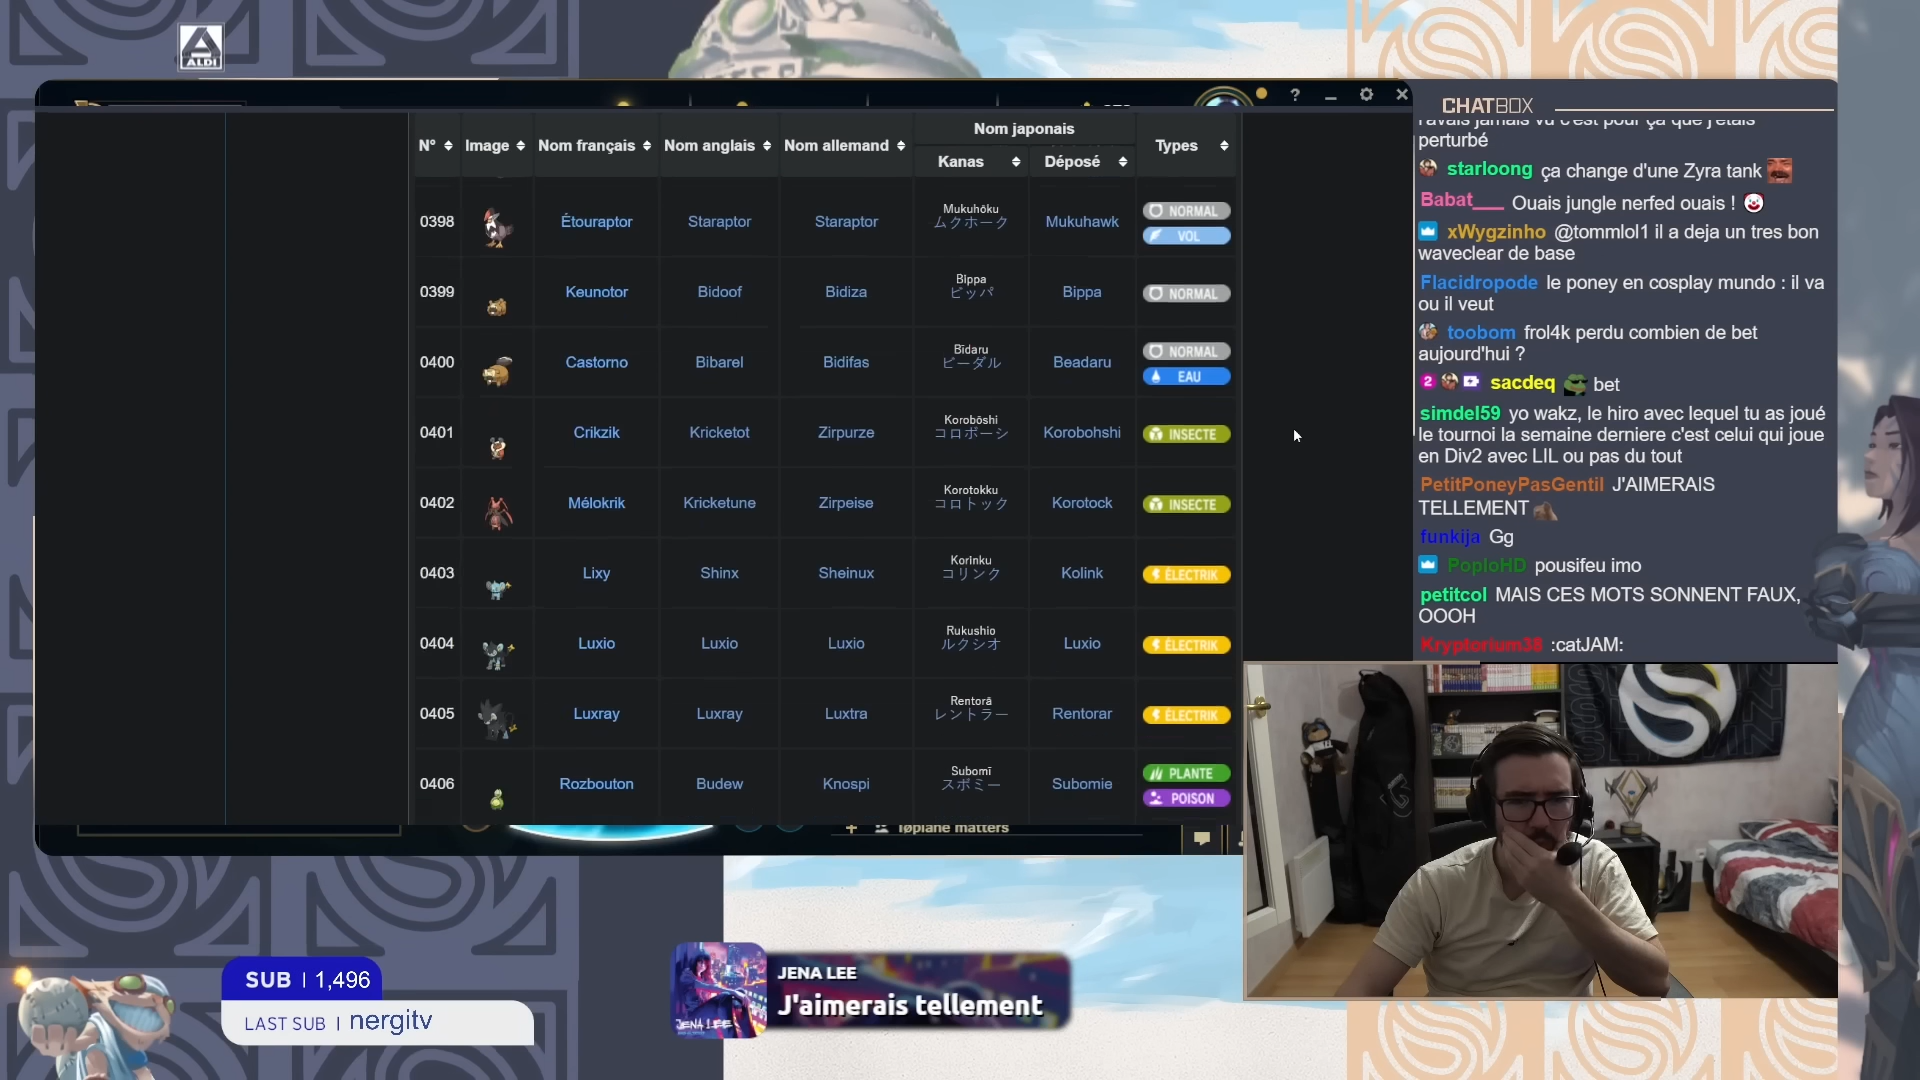 ALDI
? 
CHATBOX
perturbé
starloong ça change d'une Zyra tank
Babat___ Ouais jungle nerfed ouais !
xWygzinho @tommlol1 il a deja un tres bon
waveclear de base
Flacidropode le poney en cosplay mundo : il va
ou il veut
toobom frol4k perdu combien de bet
aujourd'hui ?
2 sacdeq bet
simdel59 yo wakz, le hiro avec lequel tu as joué
le tournoi la semaine derniere c'est celui qui joue
en Div2 avec LIL ou pas du tout
PetitPoneyPasGentil J'AIMERAIS
TELLEMENT
funkija Gg
PoploHD pousifeu imo
petitcol MAIS CES MOTS SONNENT FAUX,
OOOH
Kryptorium38 :catJAM:
Nom japonais
N° Image Nom français Nom anglais Nom allemand Kanas Déposé Types
0398 Étouraptor Staraptor Staraptor Mukuhōku ムクホーク Mukuhawk NORMAL VOL
0399 Keunotor Bidoof Bidiza Bippa ビッパ Bippa NORMAL
0400 Castorno Bibarel Bidifas Bīdaru ビーダル Beadaru NORMAL EAU
0401 Crikzik Kricketot Zirpurze Korobōshi コロボーシ Korobohshi INSECTE
0402 Mélokrik Kricketune Zirpeise Korotokku コロトック Korotock INSECTE
0403 Lixy Shinx Sheinux Korinku コリンク Kolink ÉLECTRIK
0404 Luxio Luxio Luxio Rukushio ルクシオ Luxio ÉLECTRIK
0405 Luxray Luxray Luxtra Rentorā レントラー Rentorar ÉLECTRIK
0406 Rozbouton Budew Knospi Subomī スボミー Subomie PLANTE POISON
matters
SUB | 1,496
LAST SUB | nergitv
JENA LEE
J'aimerais tellement
JENA LEE